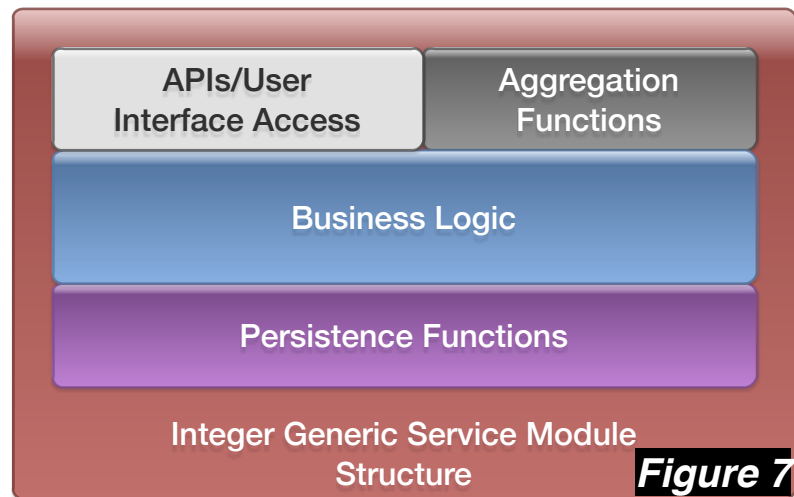 APIs/User
Interface Access
Aggregation
Functions
Business Logic
Persistence Functions
Integer Generic Service Module
Structure
Figure 7